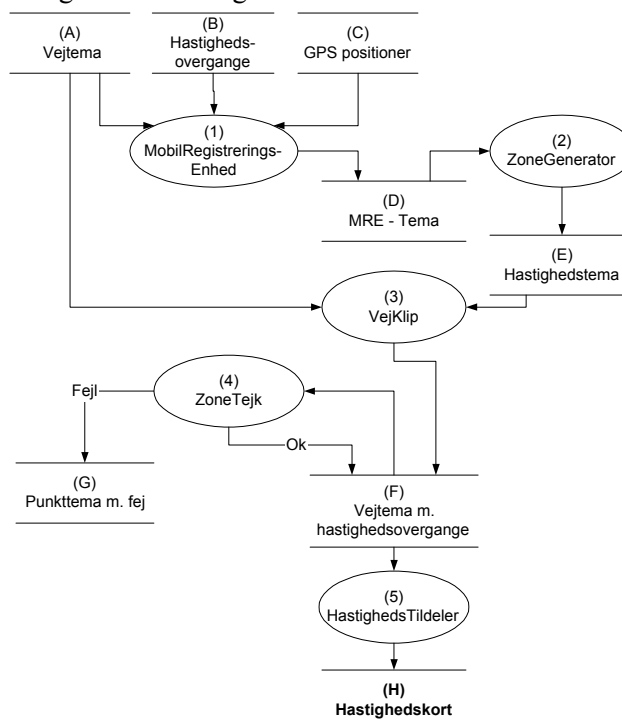 (A)
Vejtema
(B)
Hastigheds-
overgange
(C)
GPS positioner
(1)
MobilRegistrerings-
Enhed
(2)
ZoneGenerator
(D)
MRE - Tema
(E)
Hastighedstema
(3)
VejKlip
(4)
ZoneTejk
Fejl
Ok
(G)
Punkttema m. fej
(F)
Vejtema m.
hastighedsovergange
(5)
HastighedsTildeler
(H)
Hastighedskort